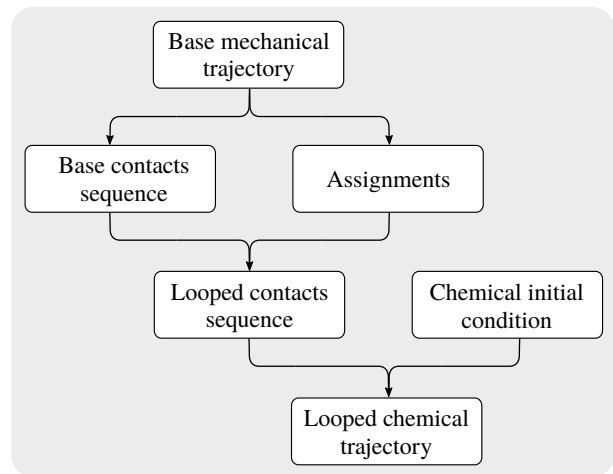 Base mechanical
trajectory
Base contacts
sequence
Assignments
Looped contacts
sequence
Chemical initial
condition
Looped chemical
trajectory